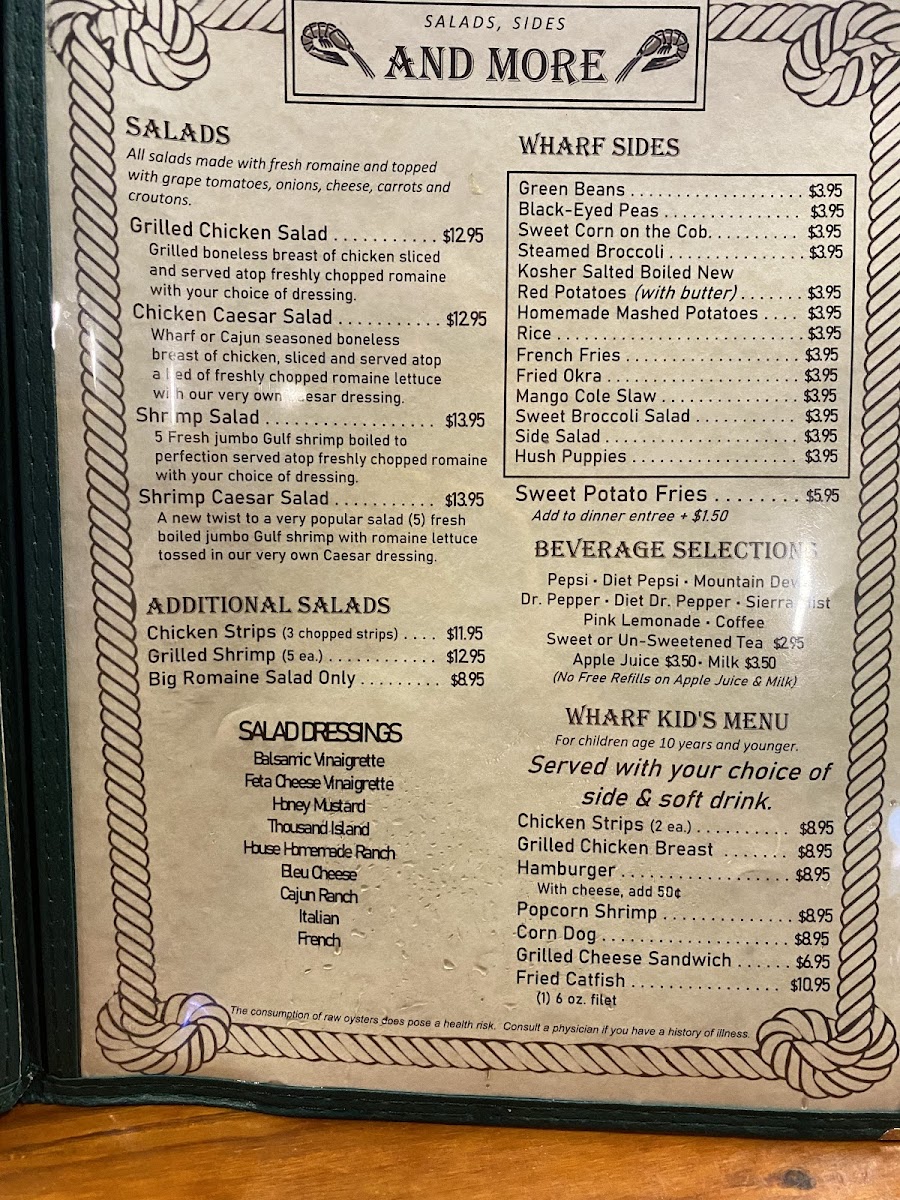 SALADS, SIDES
AND MORE
SALADS
All salads made with fresh romaine and topped
with grape tomatoes, onions, cheese, carrots and
croutons.
Grilled Chicken Salad ........... $12.95
Grilled boneless breast of chicken sliced
and served atop freshly chopped romaine
with your choice of dressing.
Chicken Caesar Salad .......... $12.95
Wharf or Cajun seasoned boneless
breast of chicken, sliced and served atop
a bed of freshly chopped romaine lettuce
with our very own Caesar dressing.
Shrimp Salad ................. $13.95
5 Fresh jumbo Gulf shrimp boiled to
perfection served atop freshly chopped romaine
with your choice of dressing.
Shrimp Caesar Salad .......... $13.95
A new twist to a very popular salad (5) fresh
boiled jumbo Gulf shrimp with romaine lettuce
tossed in our very own Caesar dressing.
ADDITIONAL SALADS
Chicken Strips (3 chopped strips) .... $11.95
Grilled Shrimp (5 ea.) ............ $12.95
Big Romaine Salad Only ......... $8.95
SALAD DRESSINGS
Balsamic Vinaigrette
Feta Cheese Vinaigrette
Honey Mustard
Thousand Island
House Homemade Ranch
Bleu Cheese
Cajun Ranch
Italian
French
WHARF SIDES
Green Beans .................. $3.95
Black-Eyed Peas .............. $3.95
Sweet Corn on the Cob.......... $3.95
Steamed Broccoli .............. $3.95
Kosher Salted Boiled New
Red Potatoes (with butter) ....... $3.95
Homemade Mashed Potatoes .... $3.95
Rice ......................... $3.95
French Fries .................. $3.95
Fried Okra .................... $3.95
Mango Cole Slaw .............. $3.95
Sweet Broccoli Salad ........... $3.95
Side Salad .................... $3.95
Hush Puppies ................. $3.95
Sweet Potato Fries ........ $5.95
Add to dinner entree + $1.50
BEVERAGE SELECTIONS
Pepsi • Diet Pepsi • Mountain Dew
Dr. Pepper • Diet Dr. Pepper • Sierra Mist
Pink Lemonade • Coffee
Sweet or Un-Sweetened Tea $2.95
Apple Juice $3.50 • Milk $3.50
(No Free Refills on Apple Juice & Milk)
WHARF KID'S MENU
For children age 10 years and younger.
Served with your choice of
side & soft drink.
Chicken Strips (2 ea.) .......... $8.95
Grilled Chicken Breast ....... $8.95
Hamburger ................. $8.95
With cheese, add 50¢
Popcorn Shrimp ............. $8.95
Corn Dog ................... $8.95
Grilled Cheese Sandwich ...... $6.95
Fried Catfish ............... $10.95
(1) 6 oz. filet
The consumption of raw oysters does pose a health risk. Consult a physician if you have a history of illness.